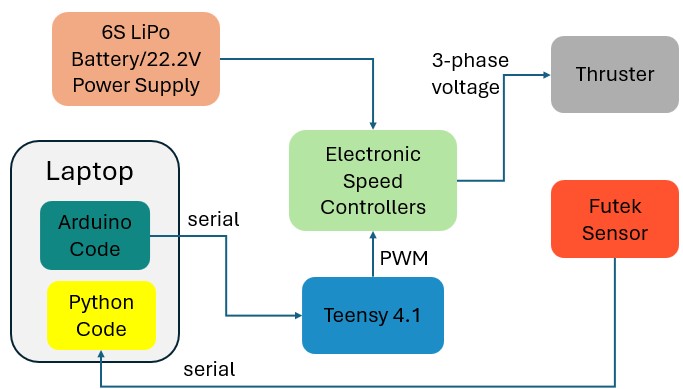 6S LiPo
Battery/22.2V
Power Supply
3-phase
voltage
Thruster
Electronic
Speed
Controllers
Laptop
Arduino
Code
serial
Futek
Sensor
PWM
Python
Code
Teensy 4.1
serial